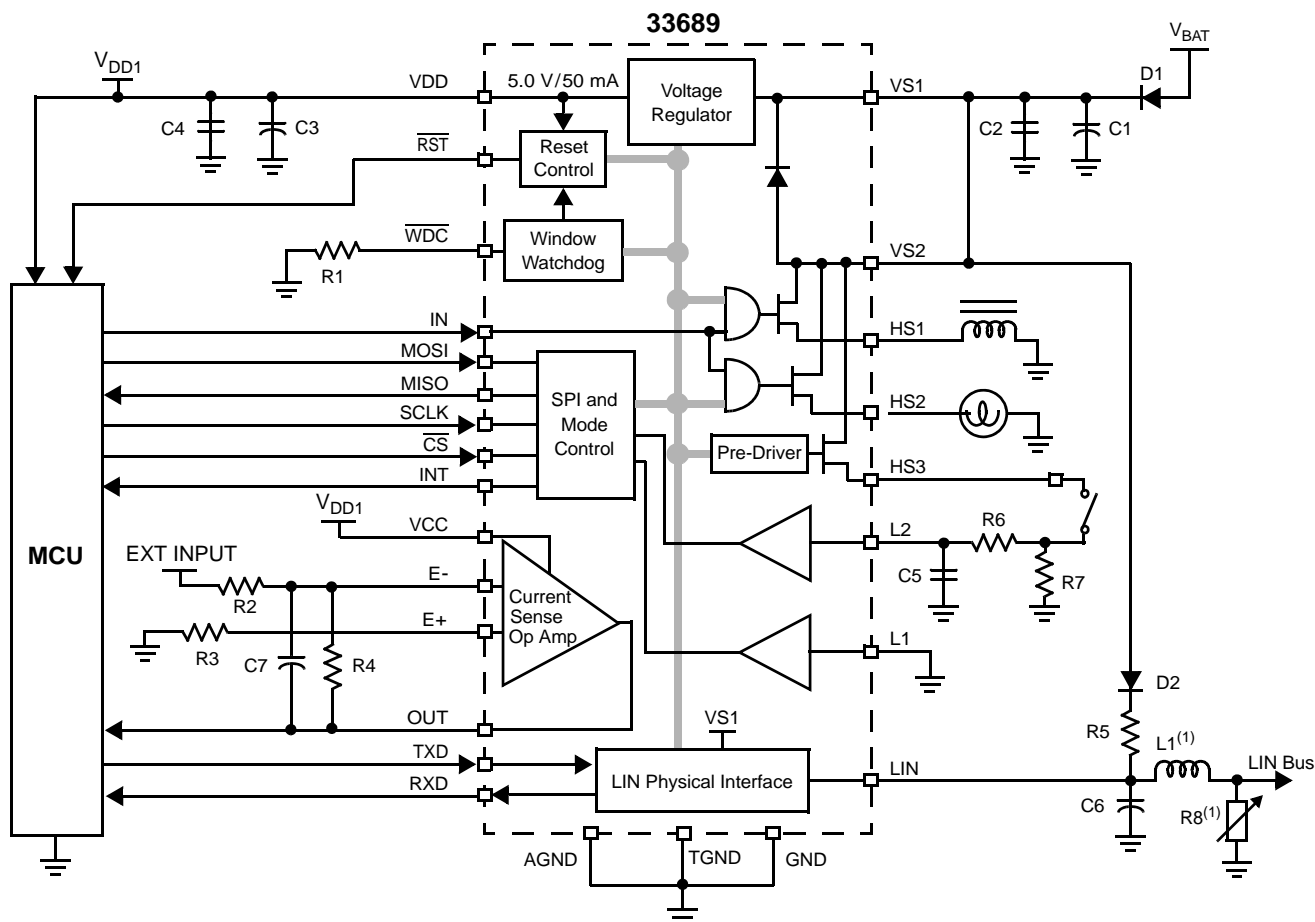 33689
VBAT
VDD1
VDD
5.0 V/50 mA
Voltage
Regulator
VS1
D1
C4
C3
C2
C1
RST
Reset
Control
WDC
R1
Window
Watchdog
VS2
IN
HS1
MOSI
MISO
SCLK
CS
INT
SPI and
Mode
Control
HS2
Pre-Driver
HS3
VDD1
VCC
L2
R6
C5
R7
MCU
EXT INPUT
R2
E-
E+
R3
C7
R4
Current
Sense
Op Amp
L1
D2
OUT
VS1
R5
TXD
RXD
LIN Physical Interface
LIN
L1(1)
LIN Bus
C6
R8(1)
AGND
TGND
GND